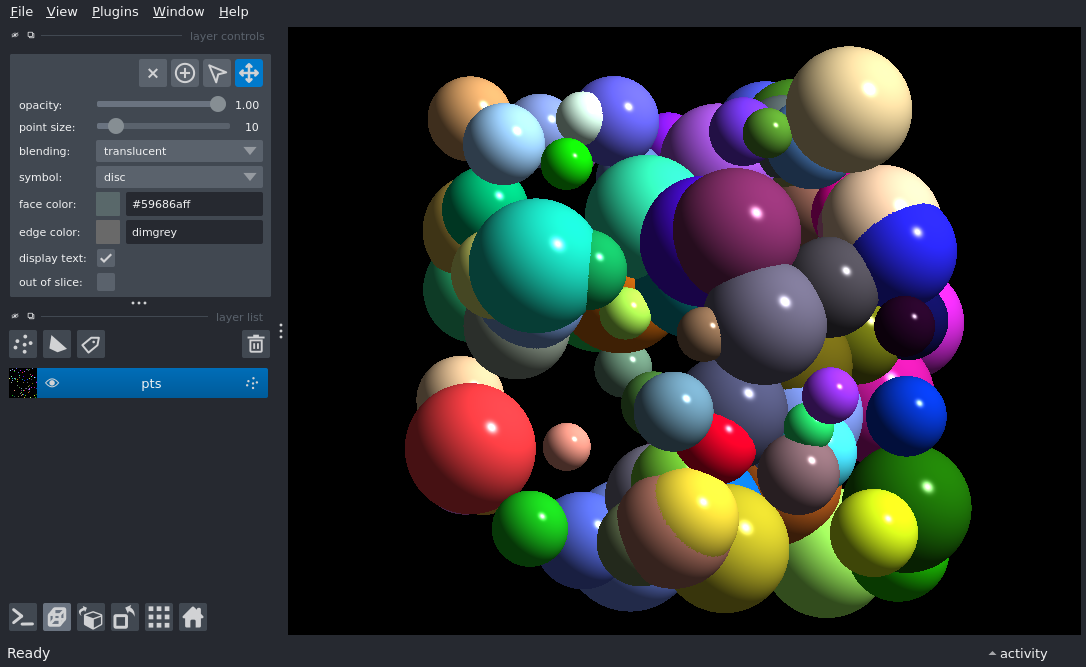 File View Plugins Window Help
layer controls
opacity: 1.00
point size: 10
blending: translucent
symbol: disc
face color: #59686aff
edge color: dimgrey
display text:
out of slice:
layer list
pts
Ready
activity